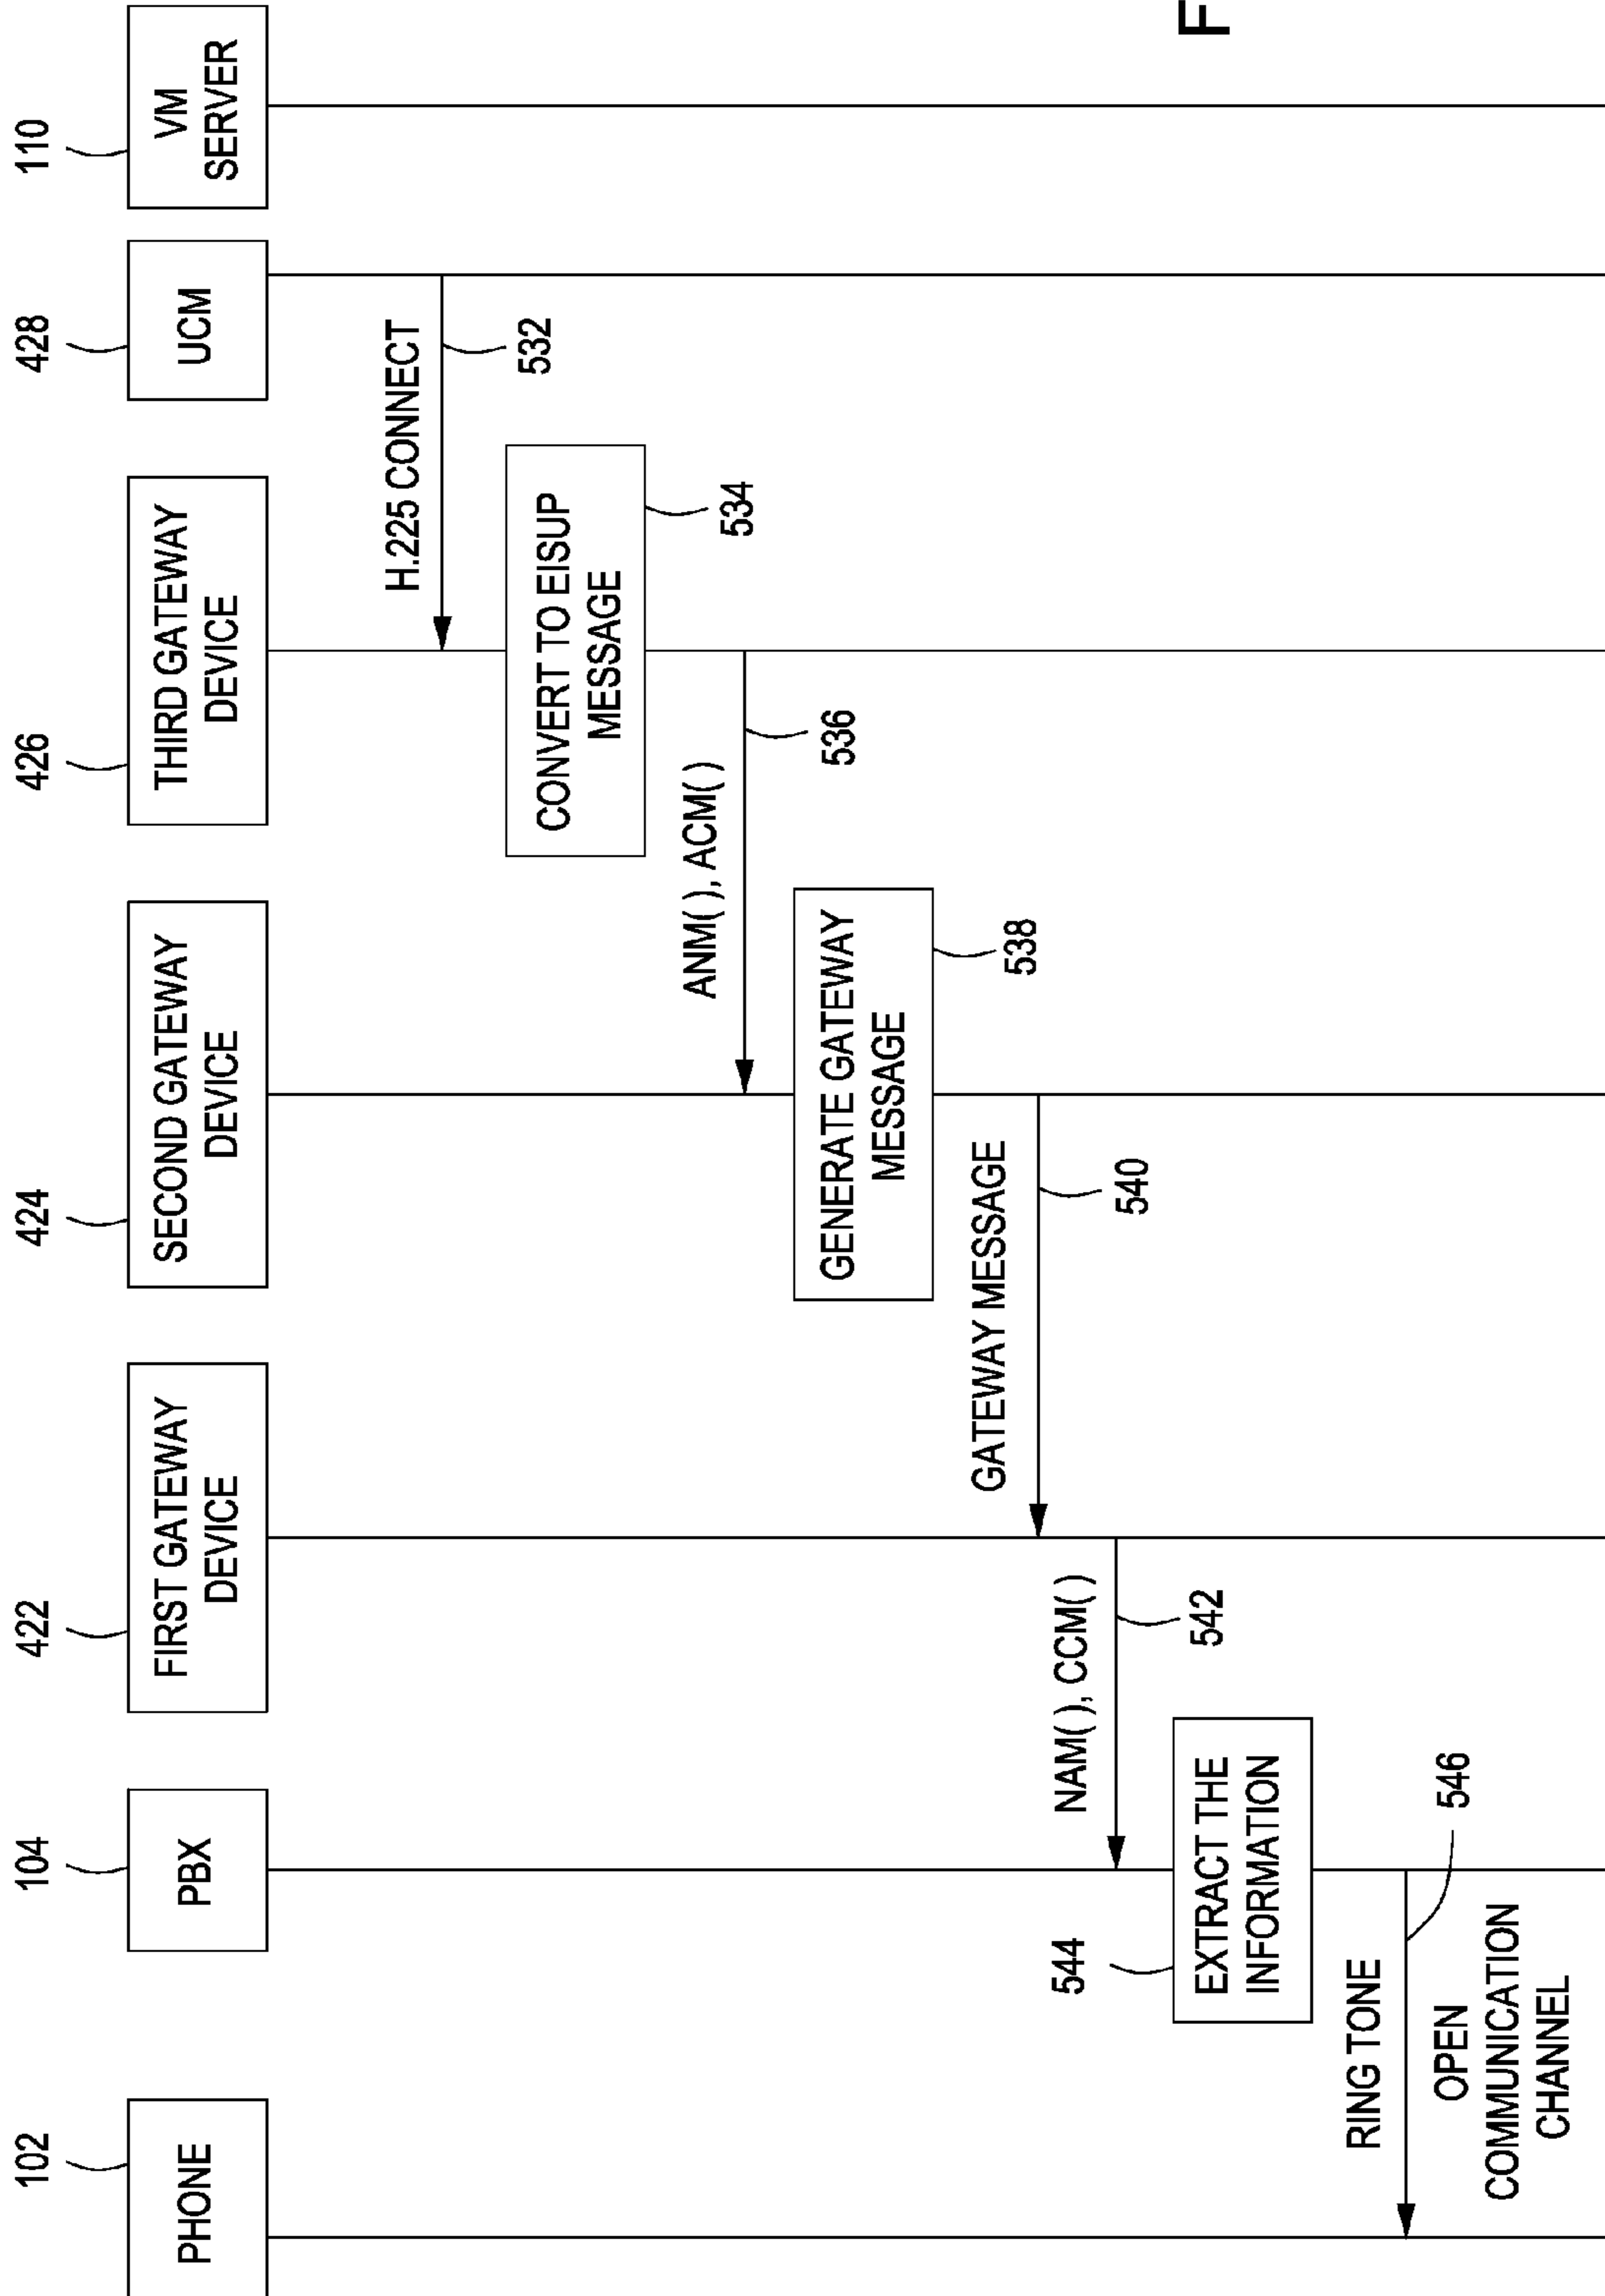 102
104
422
424
426
428
110
PHONE
PBX
FIRST GATEWAY
DEVICE
SECOND GATEWAY
DEVICE
THIRD GATEWAY
DEVICE
UCM
VM
SERVER
H.225 CONNECT
532
CONVERT TO EISUP
MESSAGE
534
ANM( ), ACM( )
536
GENERATE GATEWAY
MESSAGE
538
GATEWAY MESSAGE
540
NAM( ), CCM( )
542
544
EXTRACT THE
INFORMATION
RING TONE
546
OPEN
COMMUNICATION
CHANNEL
F